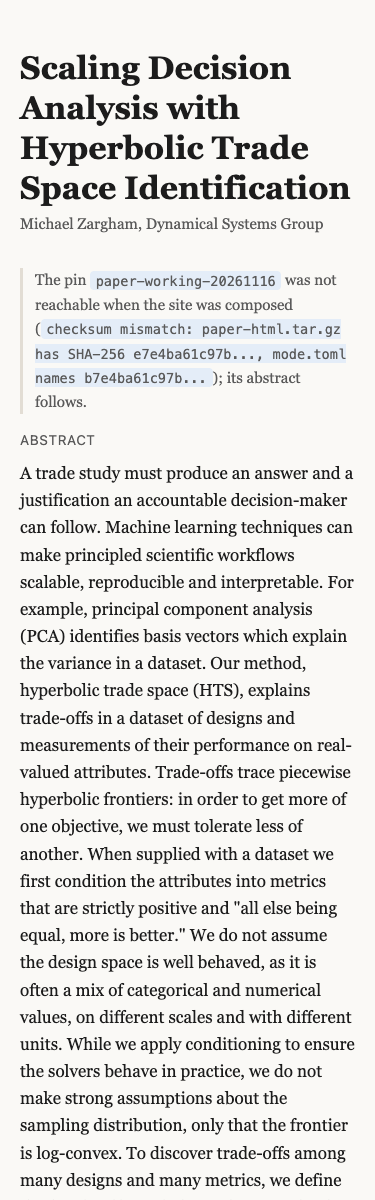 Scaling Decision
Analysis with
Hyperbolic Trade
Space Identification
Michael Zargham, Dynamical Systems Group
The pin paper-working-20261116 was not
reachable when the site was composed
( checksum mismatch: paper-html.tar.gz
has SHA-256 e7e4ba61c97b..., mode.toml
names b7e4ba61c97b... ); its abstract
follows.
ABSTRACT
A trade study must produce an answer and a
justification an accountable decision-maker
can follow. Machine learning techniques can
make principled scientific workflows
scalable, reproducible and interpretable. For
example, principal component analysis
(PCA) identifies basis vectors which explain
the variance in a dataset. Our method,
hyperbolic trade space (HTS), explains
trade-offs in a dataset of designs and
measurements of their performance on real-
valued attributes. Trade-offs trace piecewise
hyperbolic frontiers: in order to get more of
one objective, we must tolerate less of
another. When supplied with a dataset we
first condition the attributes into metrics
that are strictly positive and "all else being
equal, more is better." We do not assume
the design space is well behaved, as it is
often a mix of categorical and numerical
values, on different scales and with different
units. While we apply conditioning to ensure
the solvers behave in practice, we do not
make strong assumptions about the
sampling distribution, only that the frontier
is log-convex. To discover trade-offs among
many designs and many metrics, we define